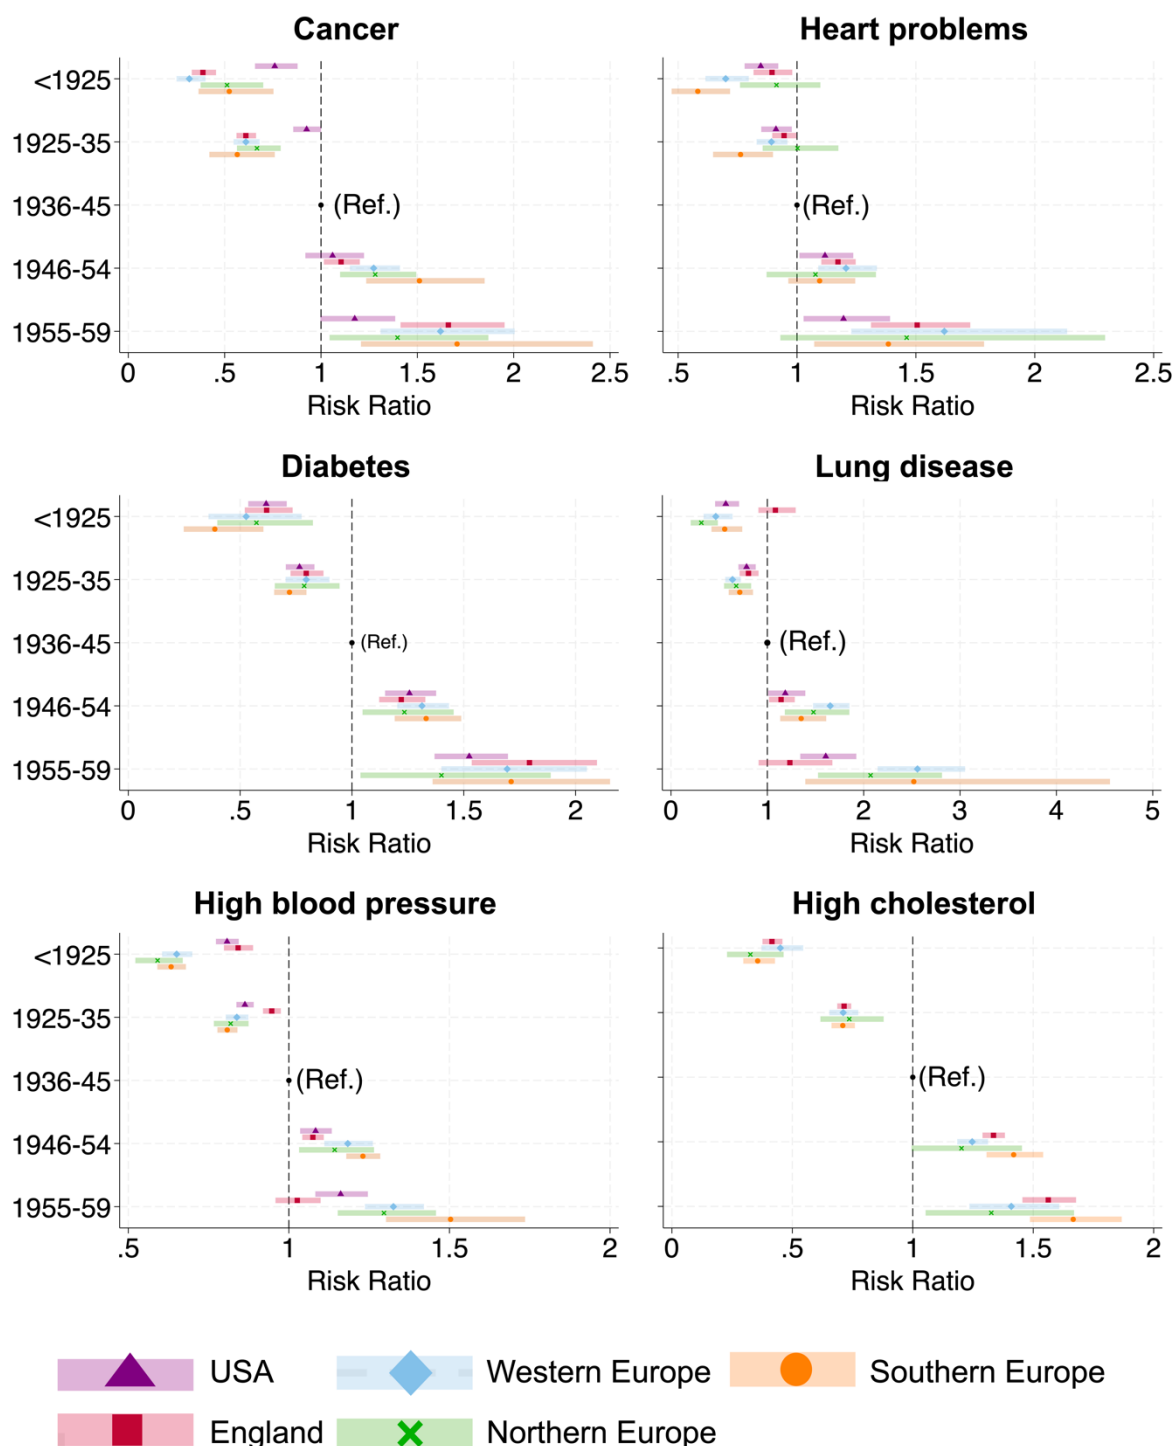 Cancer
Heart problems
<1925
1925-35
1936-45
(Ref.)
(Ref.)
1946-54
1955-59
0 .5 1 1.5 2 2.5
.5 1 1.5 2 2.5
Risk Ratio
Risk Ratio
Diabetes
Lung disease
<1925
1925-35
1936-45
(Ref.)
(Ref.)
1946-54
1955-59
0 .5 1 1.5 2
0 1 2 3 4 5
Risk Ratio
Risk Ratio
High blood pressure
High cholesterol
<1925
1925-35
1936-45
(Ref.)
(Ref.)
1946-54
1955-59
.5 1 1.5 2
0 .5 1 1.5 2
Risk Ratio
Risk Ratio
USA
Western Europe
Southern Europe
England
Northern Europe